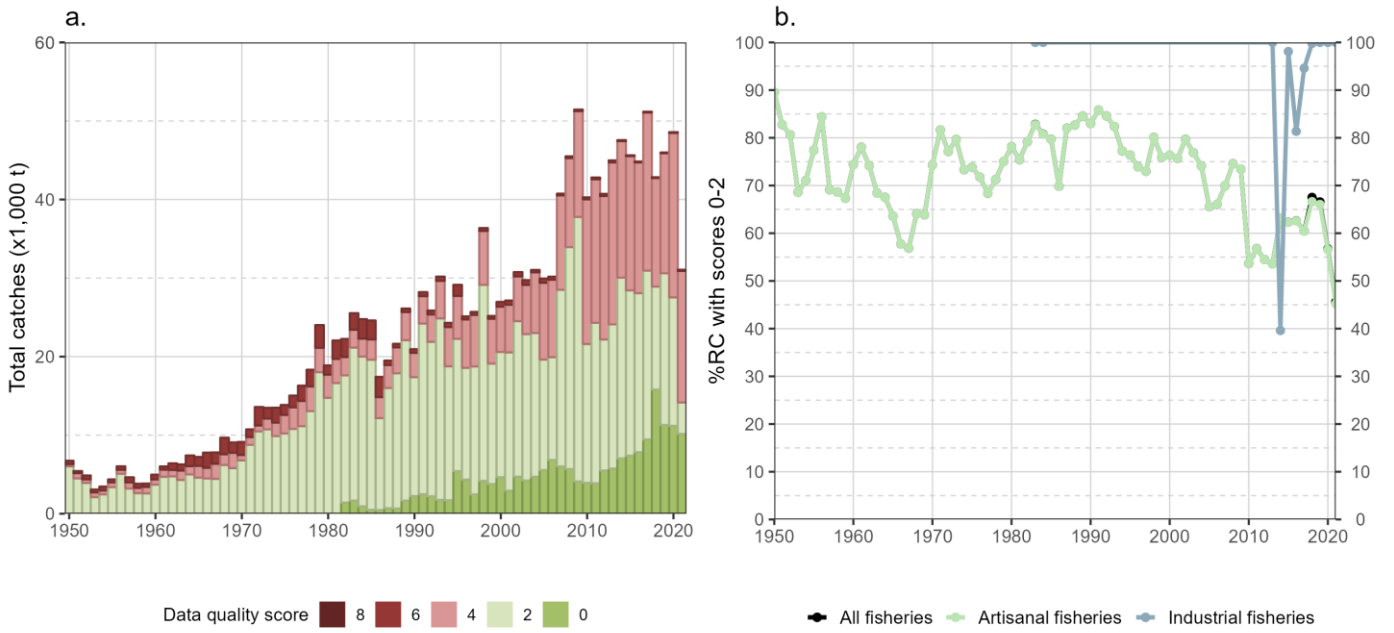 a.
Total catches (x1,000 t)
60
40
20
0
1950 1960 1970 1980 1990 2000 2010 2020
Data quality score 8 6 4 2 0
b.
%RC with scores 0-2
100 100
90 90
80 80
70 70
60 60
50 50
40 40
30 30
20 20
10 10
0 0
1950 1960 1970 1980 1990 2000 2010 2020
All fisheries Artisanal fisheries Industrial fisheries